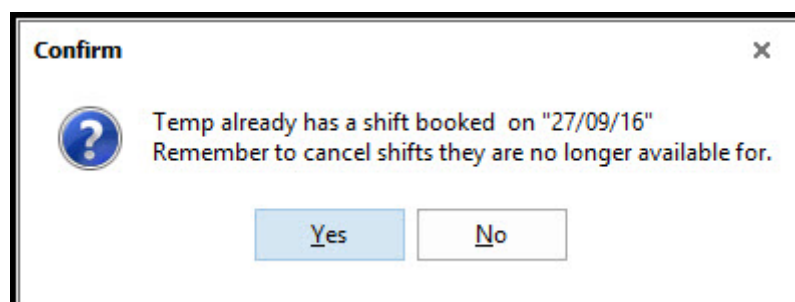 Confirm
Temp already has a shift booked  on "27/09/16"
Remember to cancel shifts they are no longer available for.
Yes
No